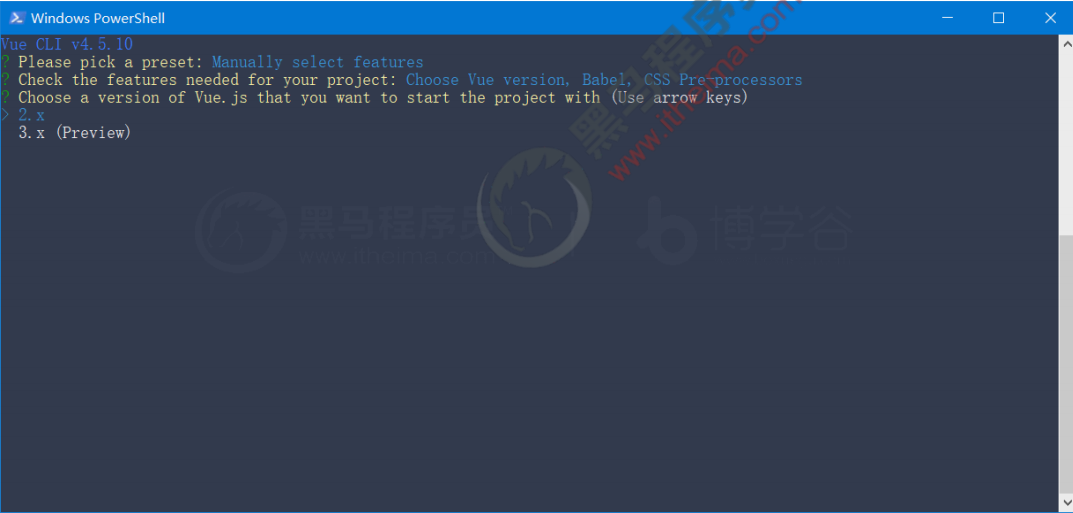 Windows PowerShell
Vue CLI v4.5.10
? Please pick a preset: Manually select features
? Check the features needed for your project: Choose Vue version, Babel, CSS Pre-processors
? Choose a version of Vue.js that you want to start the project with (Use arrow keys)
> 2.x
3.x (Preview)
黑马程序员
www.itheima.com
黑马程序员
www.itheima.com
博学谷